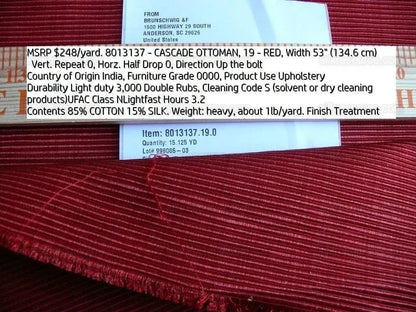 FROM
BRUNSCHWIG &F
1500 HIGHWAY 29 SOUTH
ANDERSON, SC 29626
United States
MSRP $248/yard. 8013137 - CASCADE OTTOMAN, 19 - RED, Width 53" (134.6 cm)
Vert. Repeat 0, Horz. Half Drop 0, Direction Up the bolt
Country of Origin India, Furniture Grade 0000, Product Use Upholstery
Durability Light duty 3,000 Double Rubs, Cleaning Code S (solvent or dry cleaning
products)UFAC Class NLightfast Hours 3.2
Contents 85% COTTON 15% SILK. Weight: heavy, about 1lb/yard. Finish Treatment
Item: 8013137.19.0
Quantity: 15.125 YD
Label: 998005-03